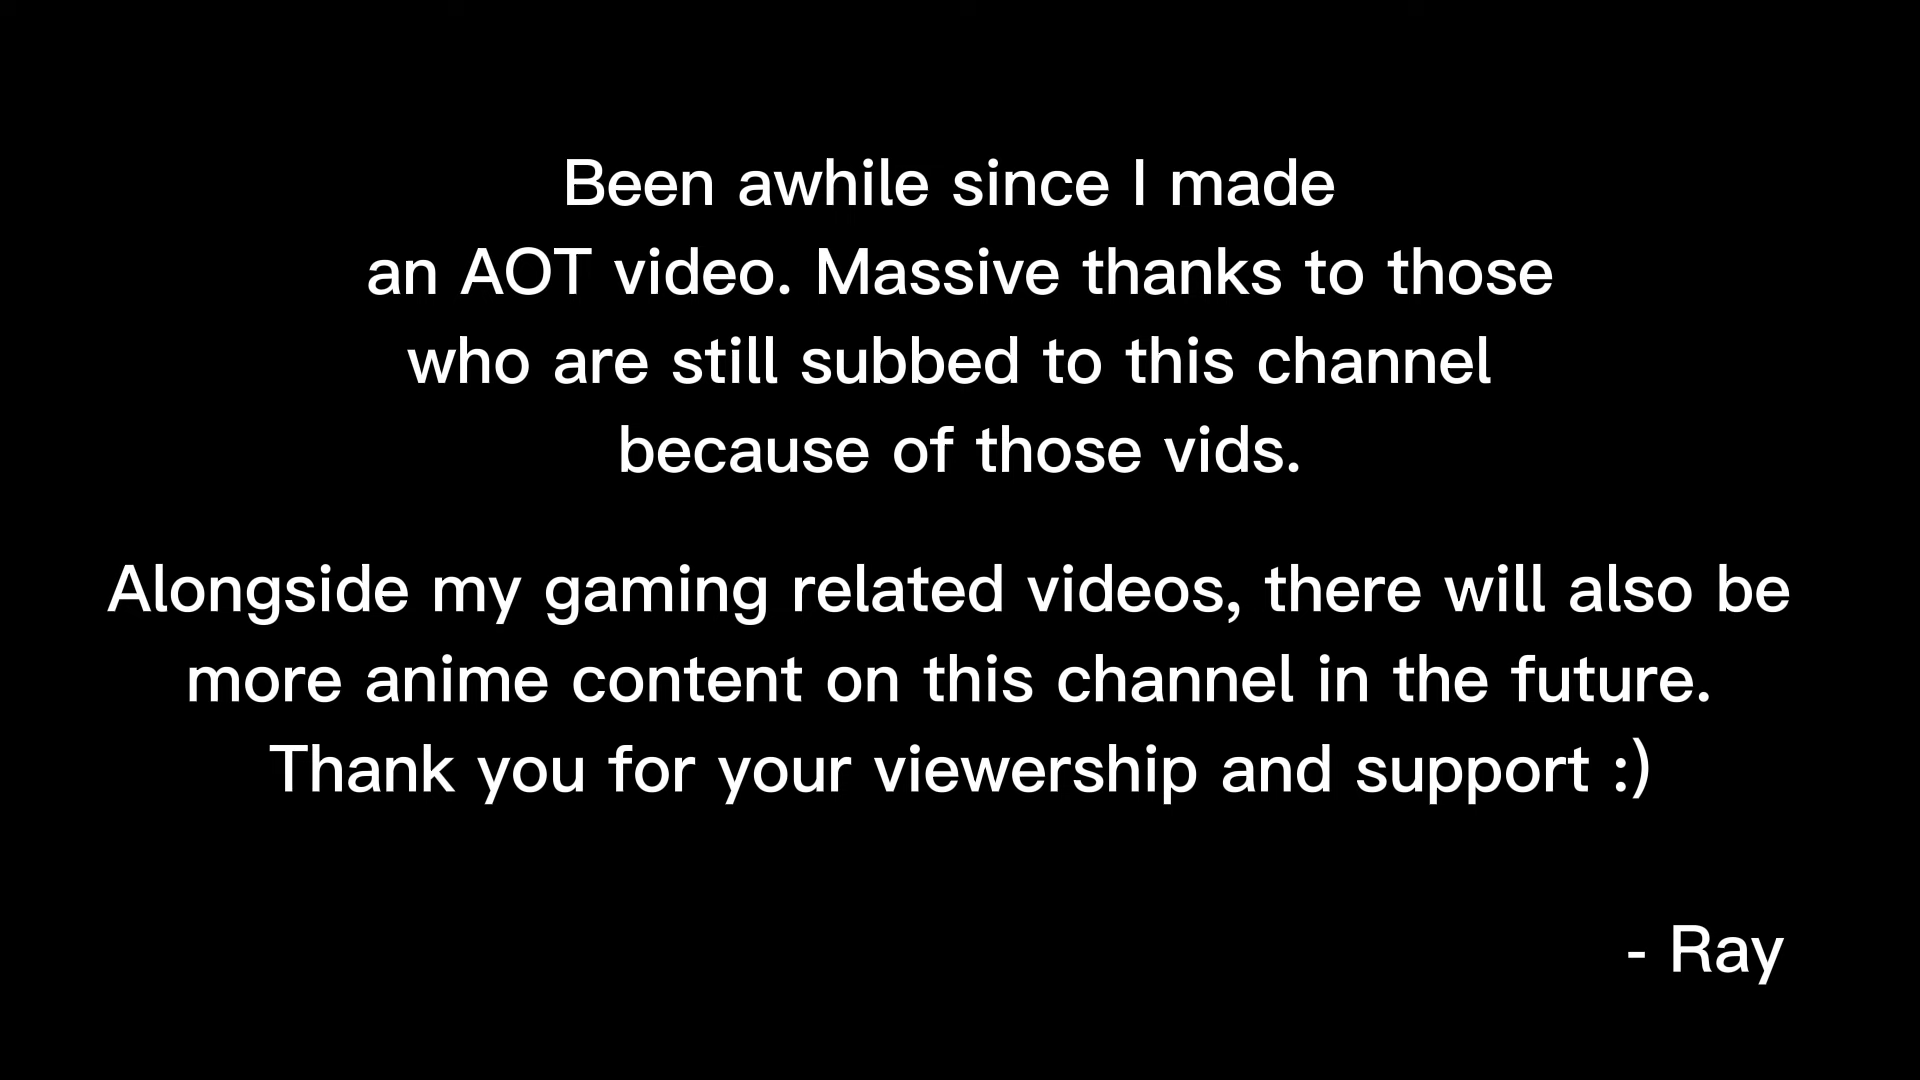 Been awhile since I made
an AOT video. Massive thanks to those
who are still subbed to this channel
because of those vids.
Alongside my gaming related videos, there will also be
more anime content on this channel in the future.
Thank you for your viewership and support :)
- Ray